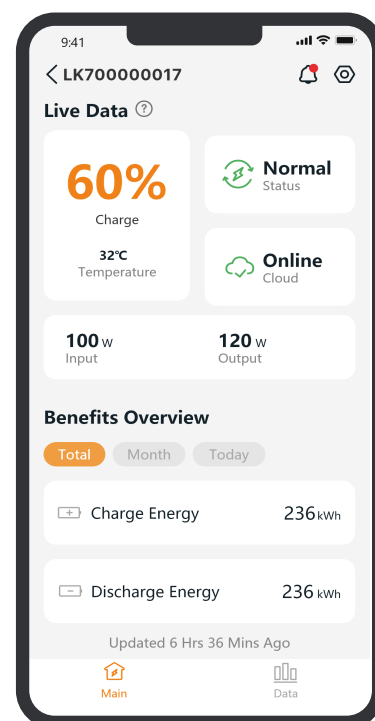 9:41
LK700000017
Live Data ?
60%
Charge
32℃
Temperature
Normal
Status
Online
Cloud
100 W
Input
120 W
Output
Benefits Overview
Total Month Today
Charge Energy 236 kWh
Discharge Energy 236 kWh
Updated 6 Hrs 36 Mins Ago
Main Data